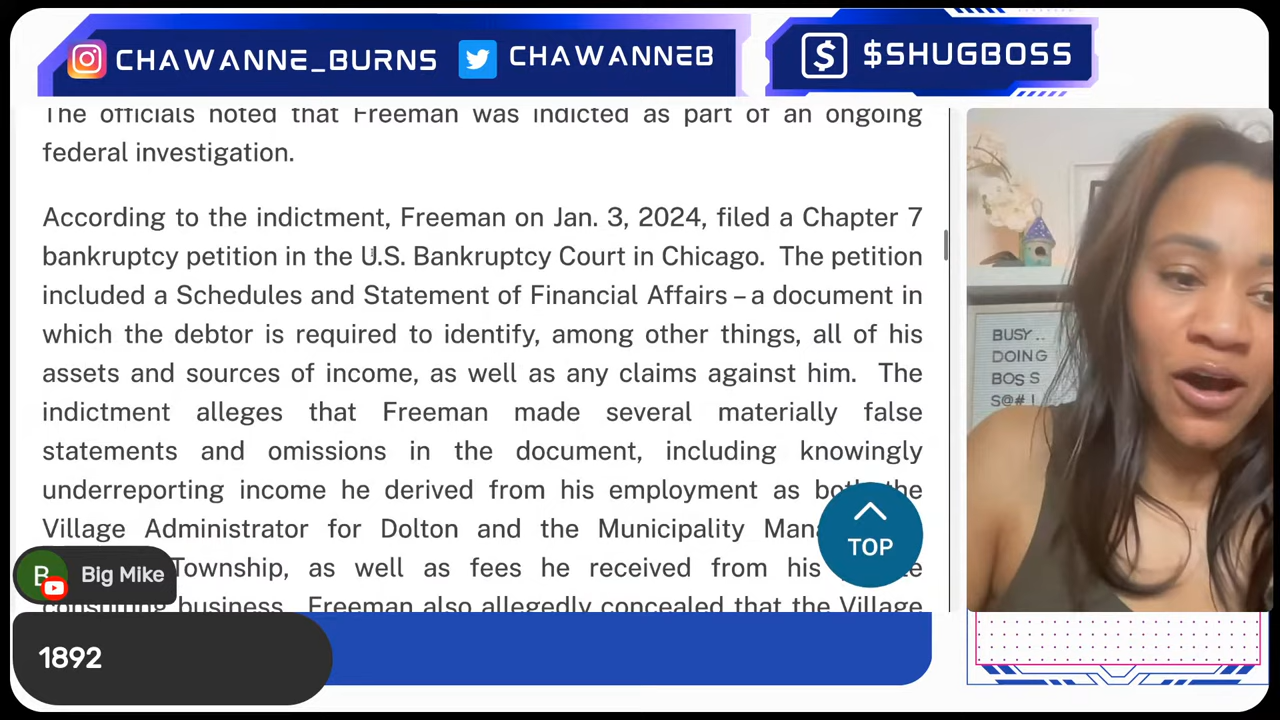 CHAWANNE_BURNS
CHAWANNEB
$SHUGBOSS
The officials noted that Freeman was indicted as part of an ongoing
federal investigation.
According to the indictment, Freeman on Jan. 3, 2024, filed a Chapter 7
bankruptcy petition in the U.S. Bankruptcy Court in Chicago. The petition
included a Schedules and Statement of Financial Affairs – a document in
which the debtor is required to identify, among other things, all of his
assets and sources of income, as well as any claims against him. The
indictment alleges that Freeman made several materially false
statements and omissions in the document, including knowingly
underreporting income he derived from his employment as both the
Village Administrator for Dolton and the Municipality
Township, as well as fees he received from his
consulting business. Freeman also allegedly concealed that the Village
TOP
B
Big Mike
1892
BUSY..
DOING
BOSS
S@#!